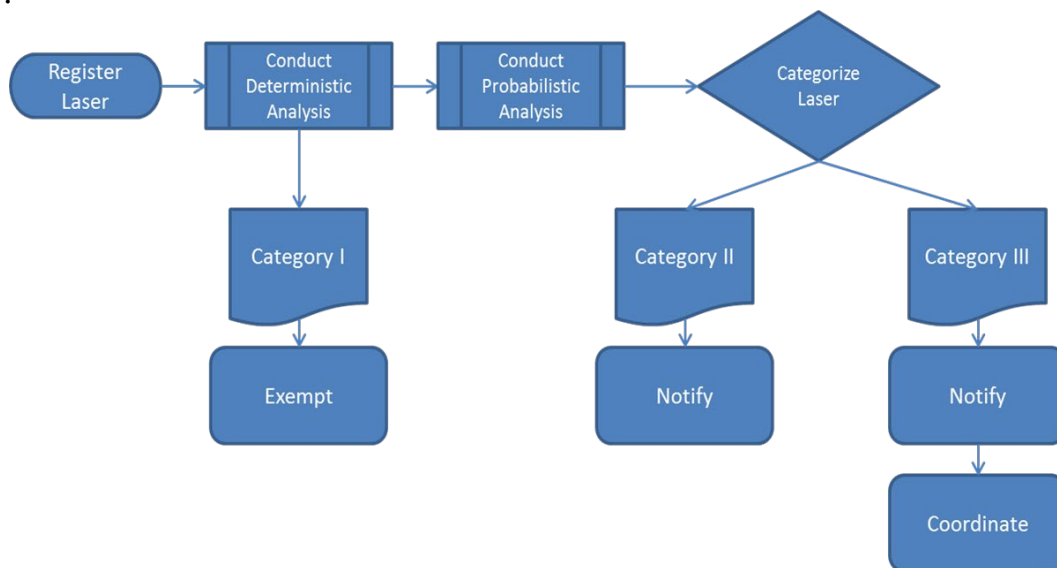 Register
Laser
Conduct
Deterministic
Analysis
Conduct
Probabilistic
Analysis
Categorize
Laser
Category I
Category II
Category III
Exempt
Notify
Notify
Coordinate